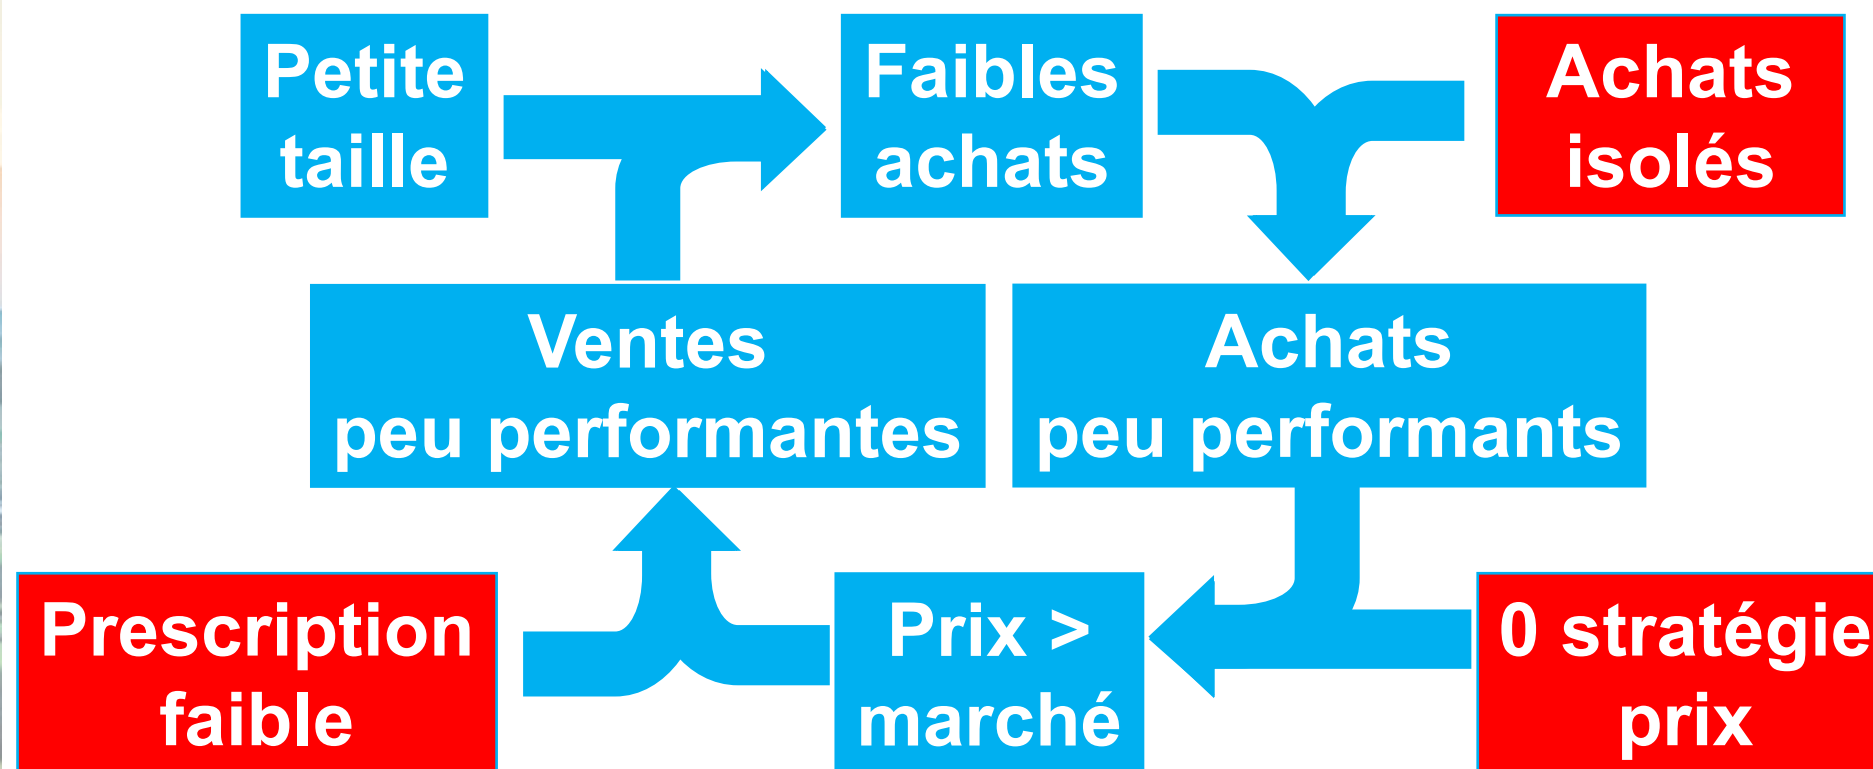 Petite
taille
Faibles
achats
Achats
isolés
Ventes
peu performantes
Achats
peu performants
Prescription
faible
Prix >
marché
0 stratégie
prix